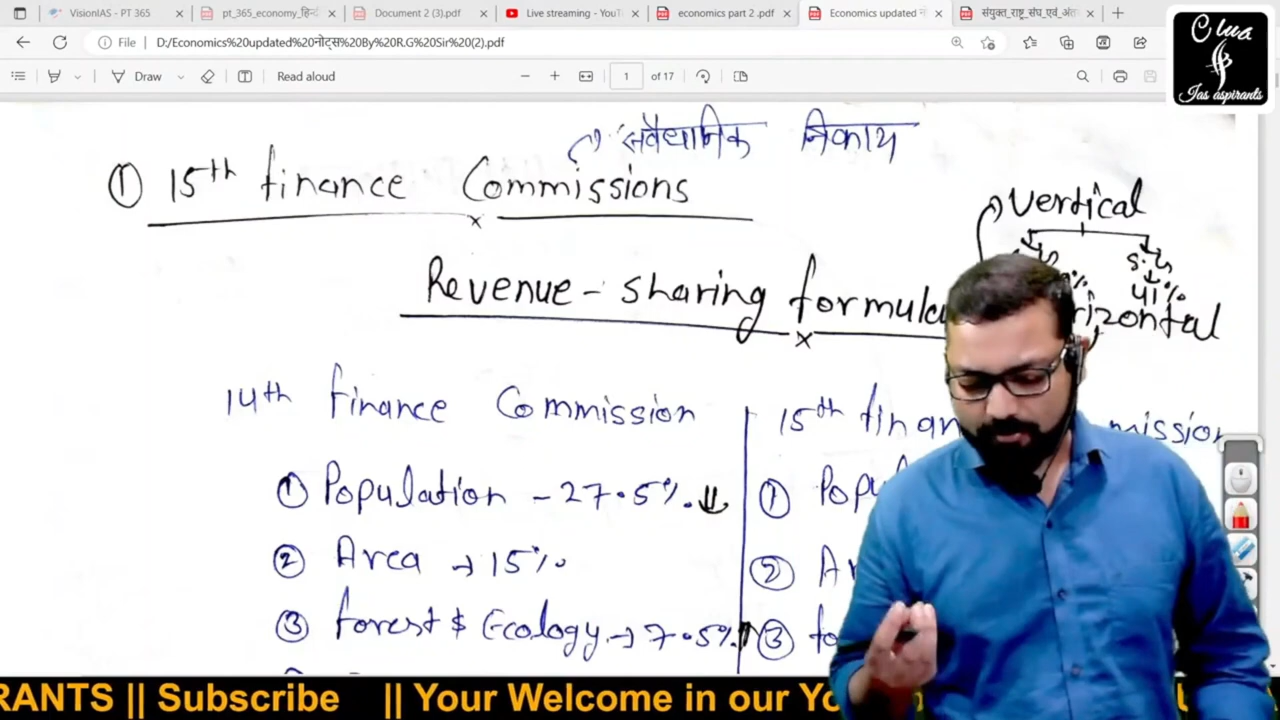 VisionIAS - PT 365
pt_365_economy_हिन्द
Document 2 (3).pdf
Live streaming - YouT
economics part 2 .pdf
Economics updated न
संयुक्त_राष्ट्र_संघ_एवं_अंत
File D:/Economics%20updated%20नोट्स%20By%20R.G%20Sir%20(2).pdf
Draw Read aloud 1 of 17
C lua
Ias aspirants
संवैधानिक निकाय
① 15th finance Commissions
Vertical
S.G
41%
Revenue - sharing formula
rizontal
14th finance Commission
15th finan mission
① Population - 27.5%
① Popu
② Area → 15%
② Ar
③ forest & Ecology → 7.5%
③ fo
RANTS || Subscribe || Your Welcome in our Yo